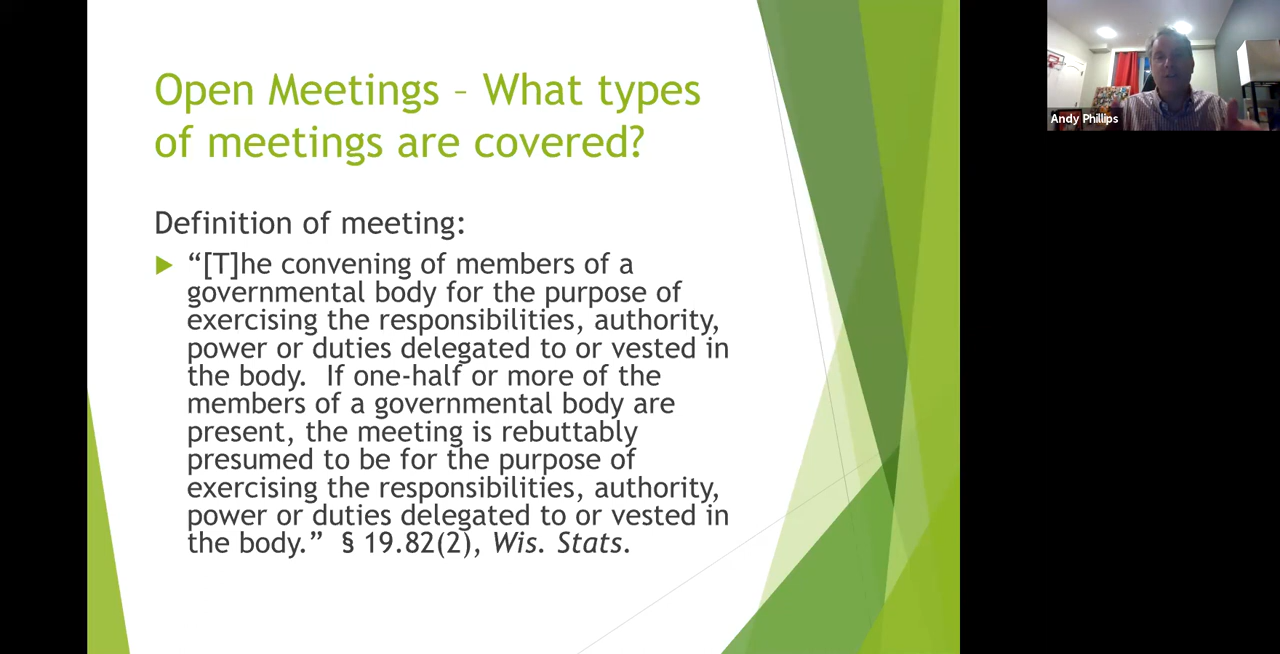 Open Meetings – What types
of meetings are covered?
Definition of meeting:
“[T]he convening of members of a
governmental body for the purpose of
exercising the responsibilities, authority,
power or duties delegated to or vested in
the body.  If one-half or more of the
members of a governmental body are
present, the meeting is rebuttably
presumed to be for the purpose of
exercising the responsibilities, authority,
power or duties delegated to or vested in
the body.”  § 19.82(2), Wis. Stats.
Andy Phillips